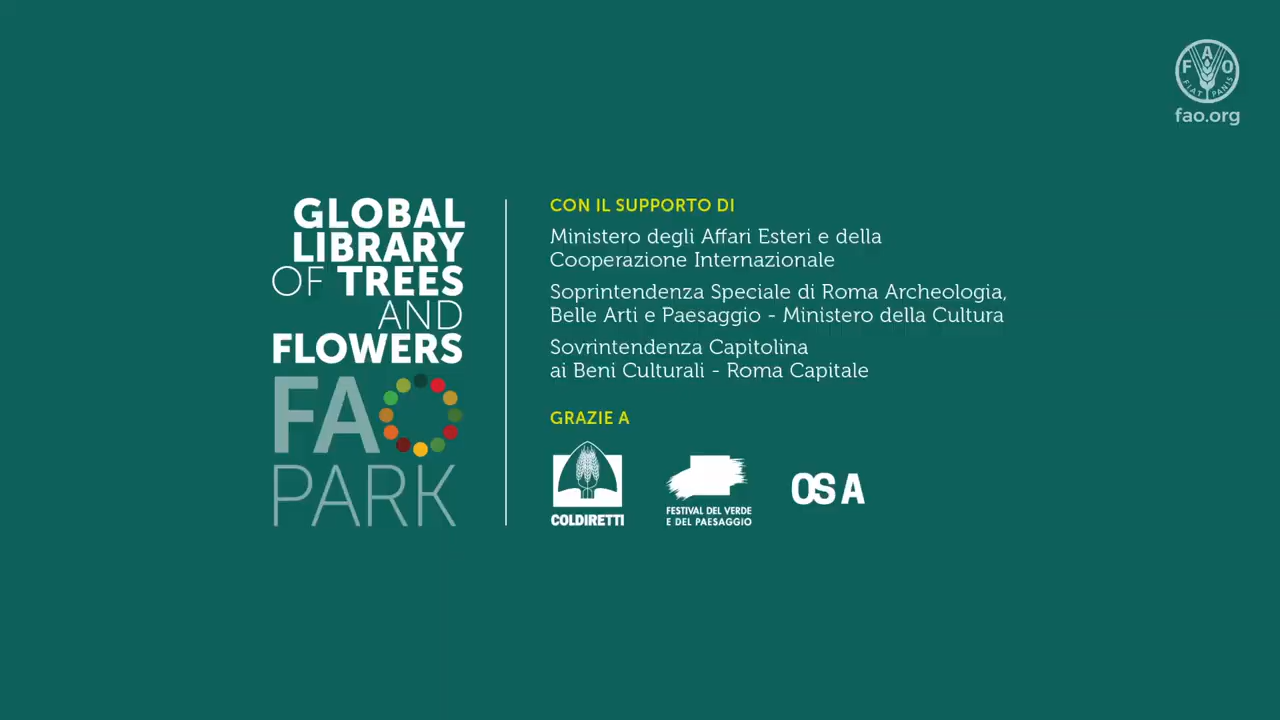 FAO
FIAT PANIS
fao.org
GLOBAL
LIBRARY
OF TREES
AND
FLOWERS
FAO
PARK
CON IL SUPPORTO DI
Ministero degli Affari Esteri e della
Cooperazione Internazionale
Soprintendenza Speciale di Roma Archeologia,
Belle Arti e Paesaggio - Ministero della Cultura
Sovrintendenza Capitolina
ai Beni Culturali - Roma Capitale
GRAZIE A
COLDIRETTI
FESTIVAL DEL VERDE
E DEL PAESAGGIO
OSA